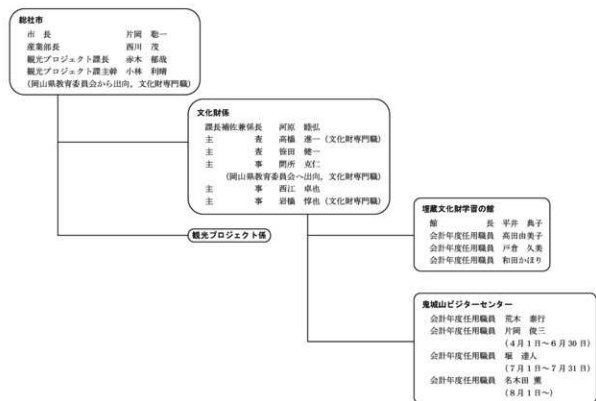 総社市
市　長　片岡　聡一
産業部長　西川　茂
観光プロジェクト課長　赤木　郁哉
観光プロジェクト課主幹　小林　利晴
(岡山県教育委員会から出向，文化財専門職)
文化財係
課長補佐兼係長　河原　睦弘
主　査　高橋　進一（文化財専門職）
主　査　笹田　健一
主　事　間所　克仁
(岡山県教育委員会へ出向，文化財専門職)
主　事　西江　卓也
主　事　岩橋　惇也（文化財専門職）
観光プロジェクト係
埋蔵文化財学習の館
館　長　平井　典子
会計年度任用職員　高田由美子
会計年度任用職員　戸倉　久美
会計年度任用職員　和田かほり
鬼城山ビジターセンター
会計年度任用職員　荒木　泰行
会計年度任用職員　片岡　俊三
(４月１日～６月30日)
会計年度任用職員　堀　達人
(７月１日～７月31日)
会計年度任用職員　名木田　薫
(８月１日～)